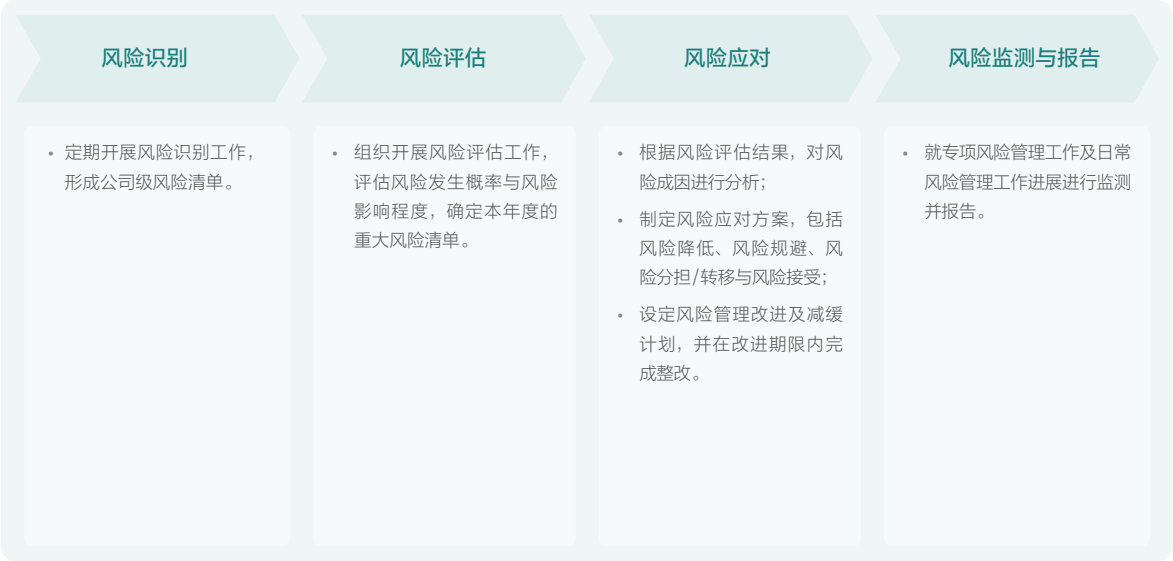 风险识别
风险评估
风险应对
风险监测与报告
• 定期开展风险识别工作，
形成公司级风险清单。
• 组织开展风险评估工作，
评估风险发生概率与风险
影响程度，确定本年度的
重大风险清单。
• 根据风险评估结果，对风
险成因进行分析；
• 制定风险应对方案，包括
风险降低、风险规避、风
险分担/转移与风险接受；
• 设定风险管理改进及减缓
计划，并在改进期限内完
成整改。
• 就专项风险管理工作及日常
风险管理工作进展进行监测
并报告。